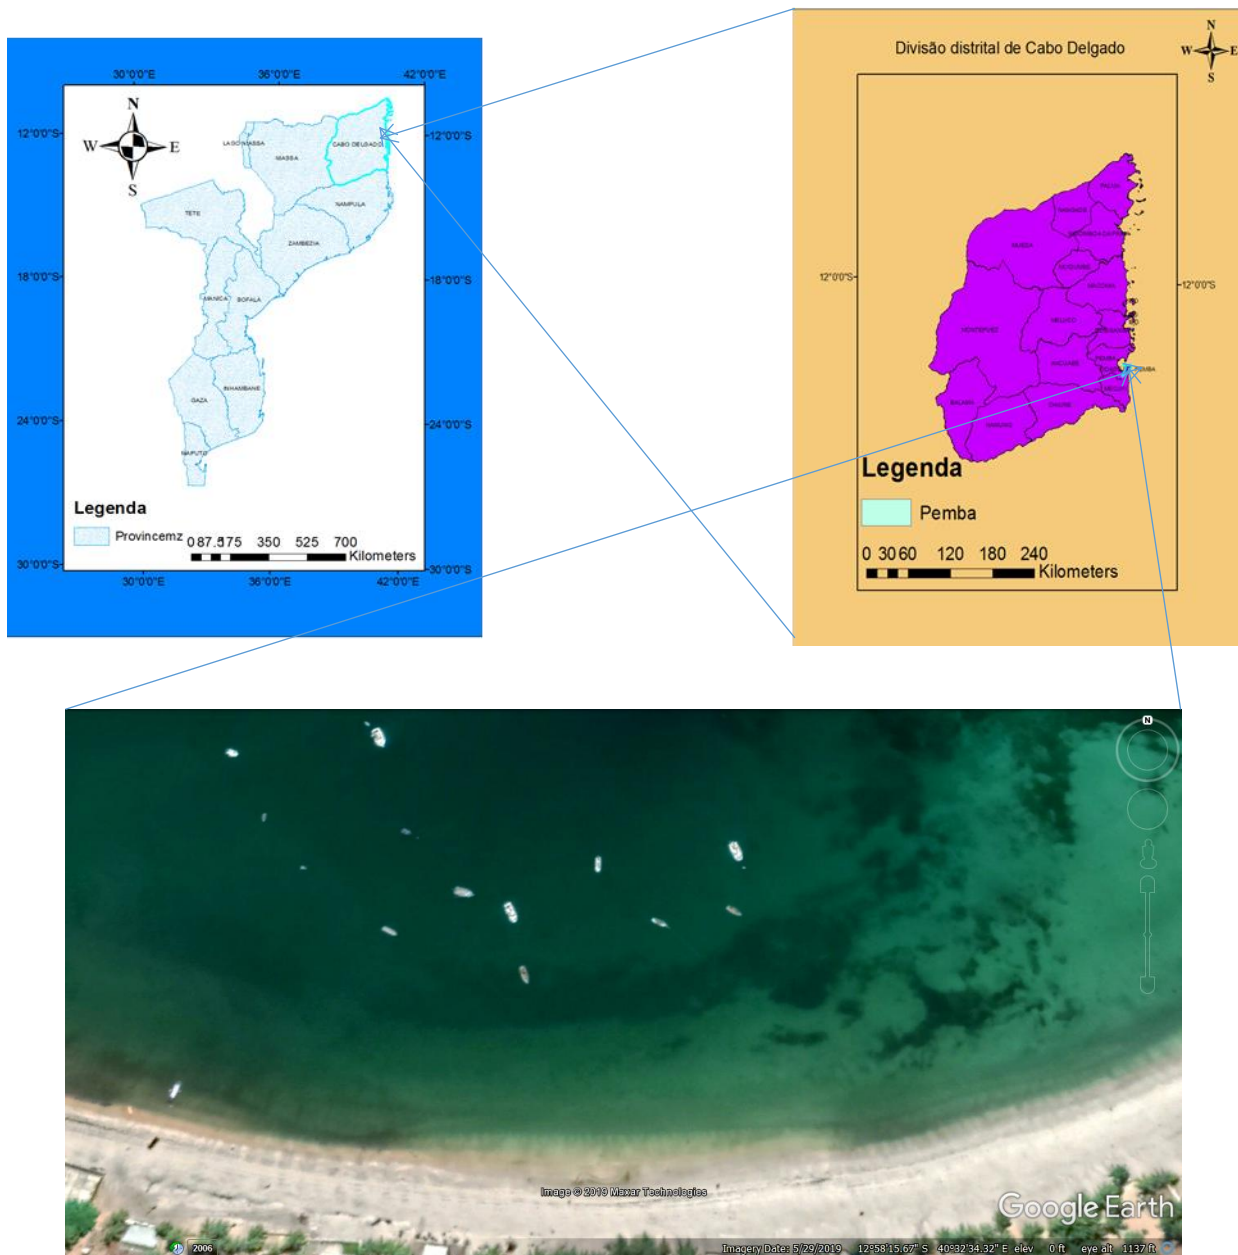 30°0'0"E 36°0'0"E 42°0'0"E
N
W E
S
12°0'0"S 12°0'0"S
CABO DELGADO
NAMPULA
TETE
ZAMBEZIA
18°0'0"S 18°0'0"S
MANICA
INHAMBANE
GAZA
24°0'0"S 24°0'0"S
MAPUTO
Legenda
Provincemz
0 87.5 175 350 525 700
Kilometers
30°0'0"S 30°0'0"S
30°0'0"E 36°0'0"E 42°0'0"E
Divisão distrital de Cabo Delgado
N
W E
S
12°0'0"S 12°0'0"S
MONTEPUEZ
PEMBA
Legenda
Pemba
0 30 60 120 180 240
Kilometers
N
Image © 2019 Maxar Technologies
Google Earth
2006
Imagery Date: 5/29/2019 12°58'15.67" S 40°32'34.32" E elev 0 ft eye alt 1137 ft